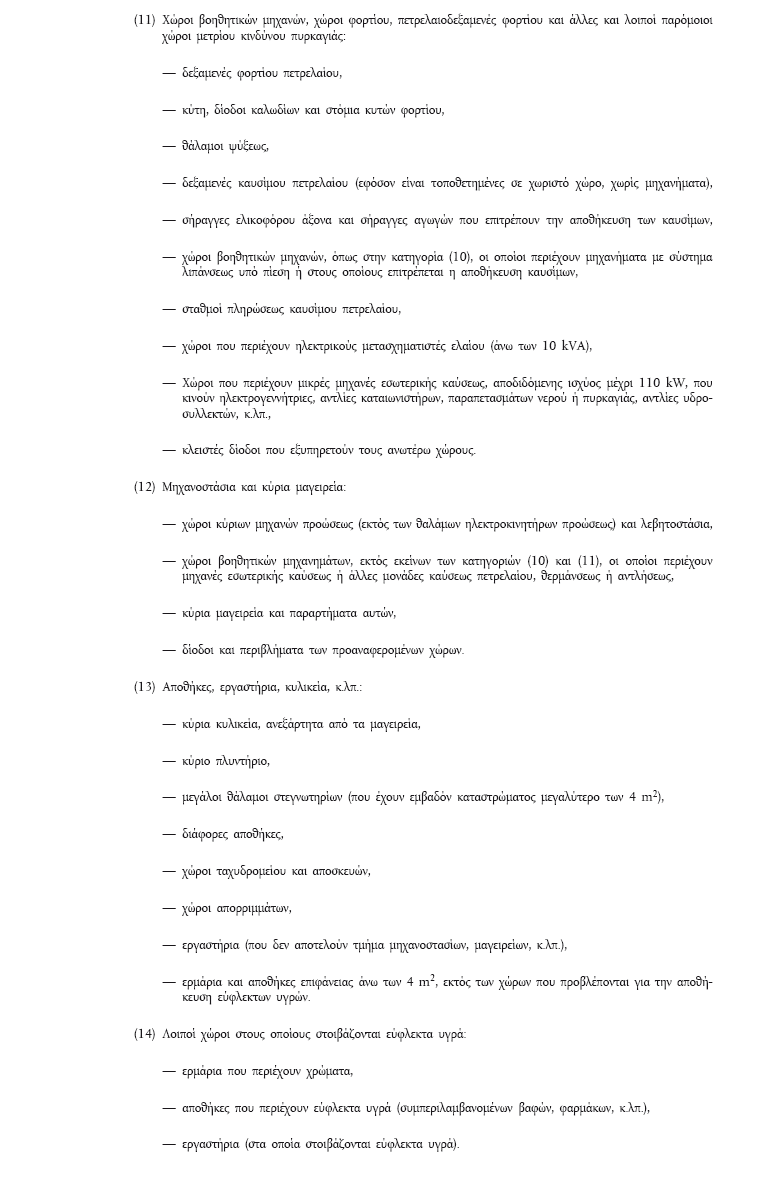 (11) Χώροι βοηθητικών μηχανών, χώροι φορτίου, πετρελαιοδεξαμενές φορτίου και άλλες και λοιποί παρόμοιοι
χώροι μετρίου κινδύνου πυρκαγιάς:
— δεξαμενές φορτίου πετρελαίου,
— κύτη, δίοδοι καλωδίων και στόμια κυτών φορτίου,
— θάλαμοι ψύξεως,
— δεξαμενές καυσίμου πετρελαίου (εφόσον είναι τοποθετημένες σε χωριστό χώρο, χωρίς μηχανήματα),
— σήραγγες ελικοφόρου άξονα και σήραγγες αγωγών που επιτρέπουν την αποθήκευση των καυσίμων,
— χώροι βοηθητικών μηχανών, όπως στην κατηγορία (10), οι οποίοι περιέχουν μηχανήματα με σύστημα
λιπάνσεως υπό πίεση ή στους οποίους επιτρέπεται η αποθήκευση καυσίμων,
— σταθμοί πληρώσεως καυσίμου πετρελαίου,
— χώροι που περιέχουν ηλεκτρικούς μετασχηματιστές ελαίου (άνω των 10 kVA),
— Χώροι που περιέχουν μικρές μηχανές εσωτερικής καύσεως, αποδιδόμενης ισχύος μέχρι 110 kW, που
κινούν ηλεκτρογεννήτριες, αντλίες καταιωνιστήρων, παραπετασμάτων νερού ή πυρκαγιάς, αντλίες υδρο-
συλλεκτών, κ.λπ.,
— κλειστές δίοδοι που εξυπηρετούν τους ανωτέρω χώρους.
(12) Μηχανοστάσια και κύρια μαγειρεία:
— χώροι κύριων μηχανών προώσεως (εκτός των θαλάμων ηλεκτροκινητήρων προώσεως) και λεβητοστάσια,
— χώροι βοηθητικών μηχανημάτων, εκτός εκείνων των κατηγοριών (10) και (11), οι οποίοι περιέχουν
μηχανές εσωτερικής καύσεως ή άλλες μονάδες καύσεως πετρελαίου, θερμάνσεως ή αντλήσεως,
— κύρια μαγειρεία και παραρτήματα αυτών,
— δίοδοι και περιβλήματα των προαναφερομένων χώρων.
(13) Αποθήκες, εργαστήρια, κυλικεία, κ.λπ.:
— κύρια κυλικεία, ανεξάρτητα από τα μαγειρεία,
— κύριο πλυντήριο,
— μεγάλοι θάλαμοι στεγνωτηρίων (που έχουν εμβαδόν καταστρώματος μεγαλύτερο των 4 m²),
— διάφορες αποθήκες,
— χώροι ταχυδρομείου και αποσκευών,
— χώροι απορριμμάτων,
— εργαστήρια (που δεν αποτελούν τμήμα μηχανοστασίων, μαγειρείων, κ.λπ.),
— ερμάρια και αποθήκες επιφάνειας άνω των 4 m², εκτός των χώρων που προβλέπονται για την αποθή-
κευση εύφλεκτων υγρών.
(14) Λοιποί χώροι στους οποίους στοιβάζονται εύφλεκτα υγρά:
— ερμάρια που περιέχουν χρώματα,
— αποθήκες που περιέχουν εύφλεκτα υγρά (συμπεριλαμβανομένων βαφών, φαρμάκων, κ.λπ.),
— εργαστήρια (στα οποία στοιβάζονται εύφλεκτα υγρά).